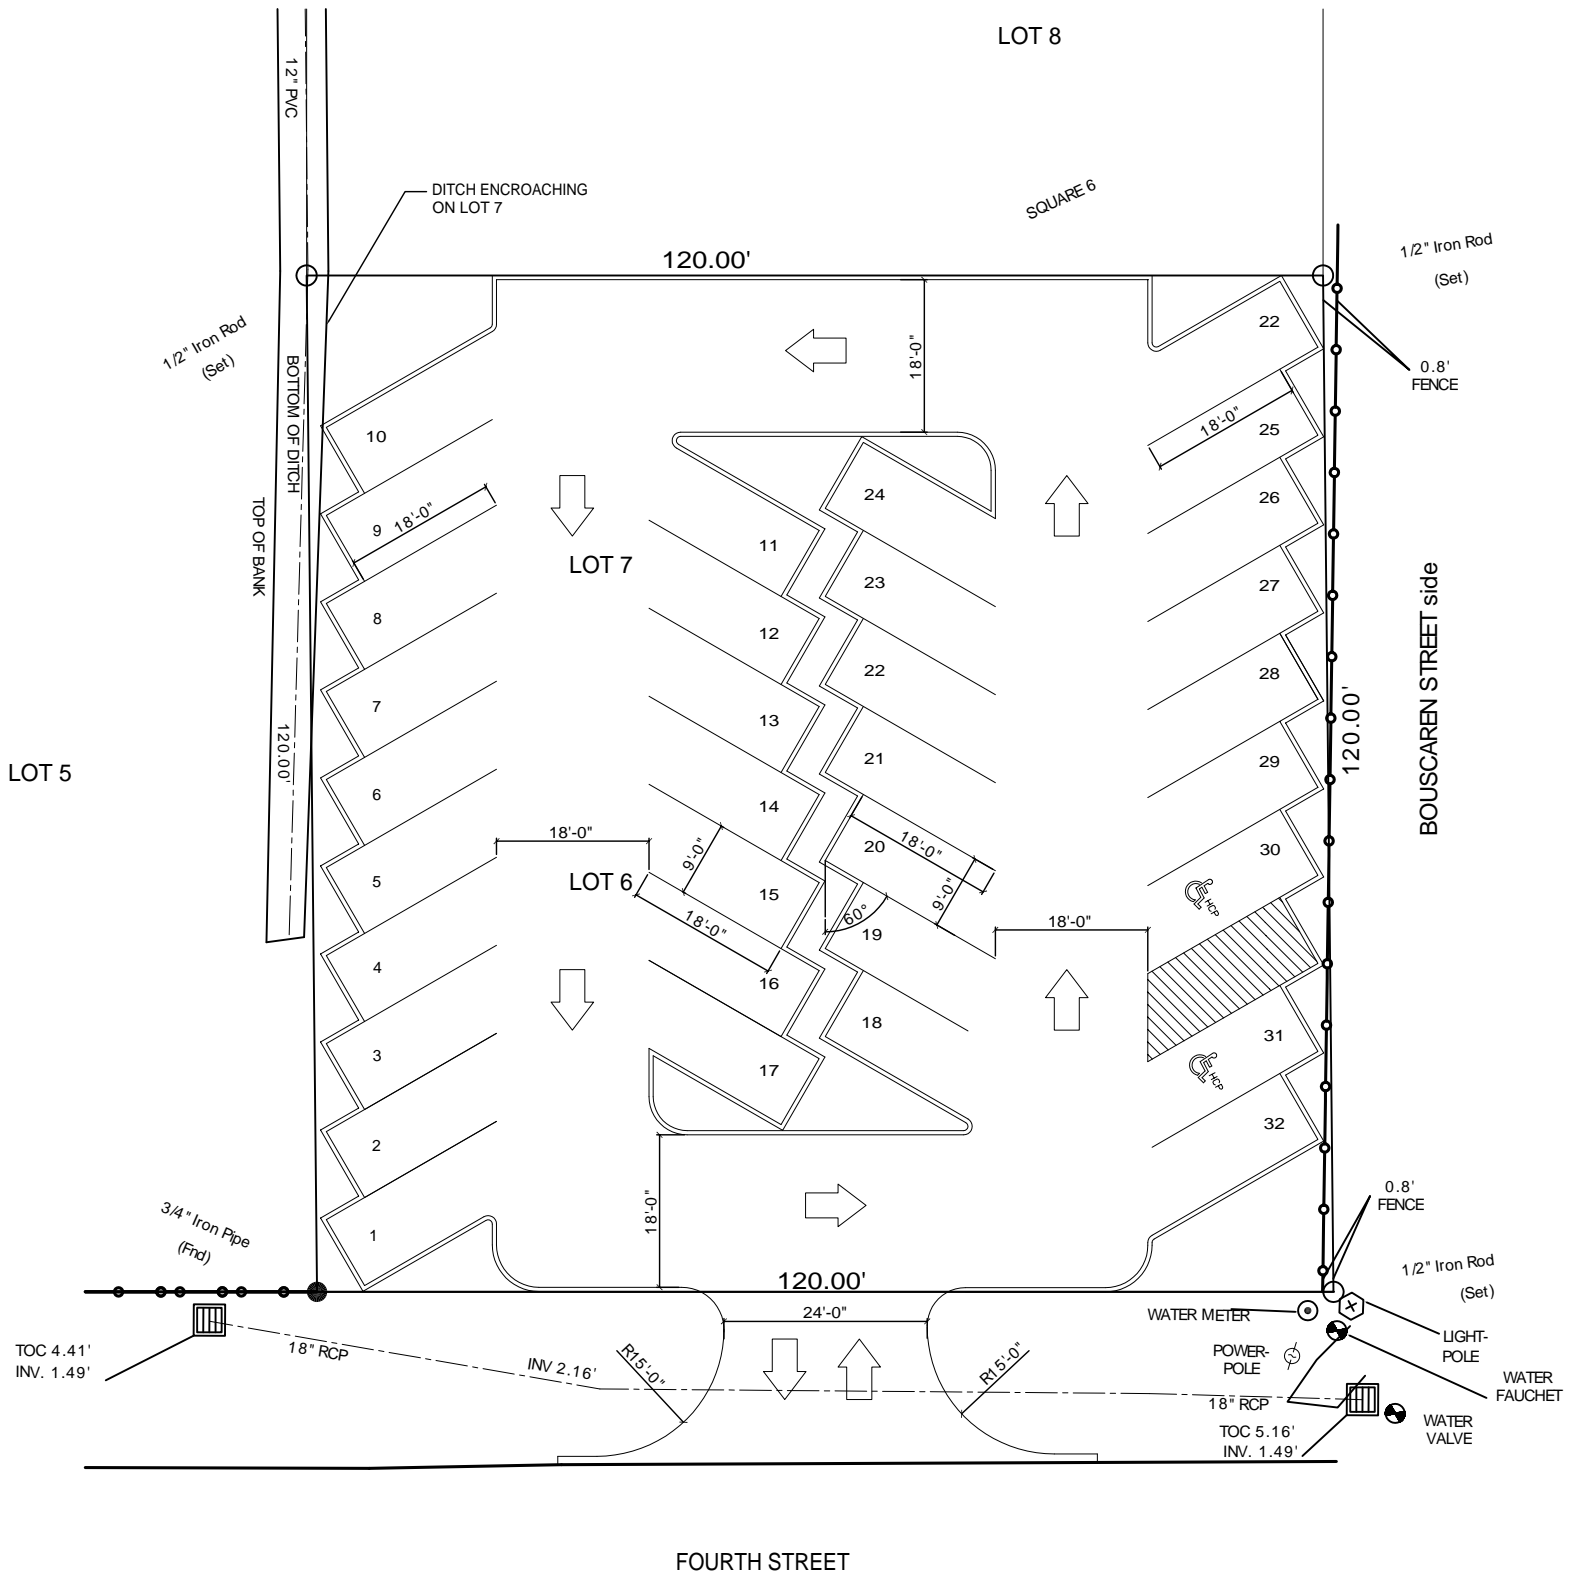 LOT 8
12" PVC
DITCH ENCROACHING
ON LOT 7
SQUARE 6
120.00'
1/2" Iron Rod
(Set)
1/2" Iron Rod
(Set)
22
0.8'
FENCE
18'-0"
BOTTOM OF DITCH
TOP OF BANK
120.00'
10
9
18'-0"
8
7
6
5
4
3
2
1
LOT 7
LOT 6
LOT 5
11
12
13
14
15
16
17
24
23
22
21
20
19
18
18'-0"
25
26
27
28
29
30
31
32
HCP
HCP
18'-0"
9'-0"
18'-0"
18'-0"
9'-0"
60°
18'-0"
18'-0"
120.00'
BOUSCAREN STREET side
3/4" Iron Pipe
(Fnd)
0.8'
FENCE
1/2" Iron Rod
(Set)
120.00'
24'-0"
WATER METER
LIGHT-
POLE
POWER-
POLE
WATER
FAUCHET
WATER
VALVE
TOC 4.41'
INV. 1.49'
18" RCP
INV 2.16'
R15'-0"
R15'-0"
18" RCP
TOC 5.16'
INV. 1.49'
FOURTH STREET